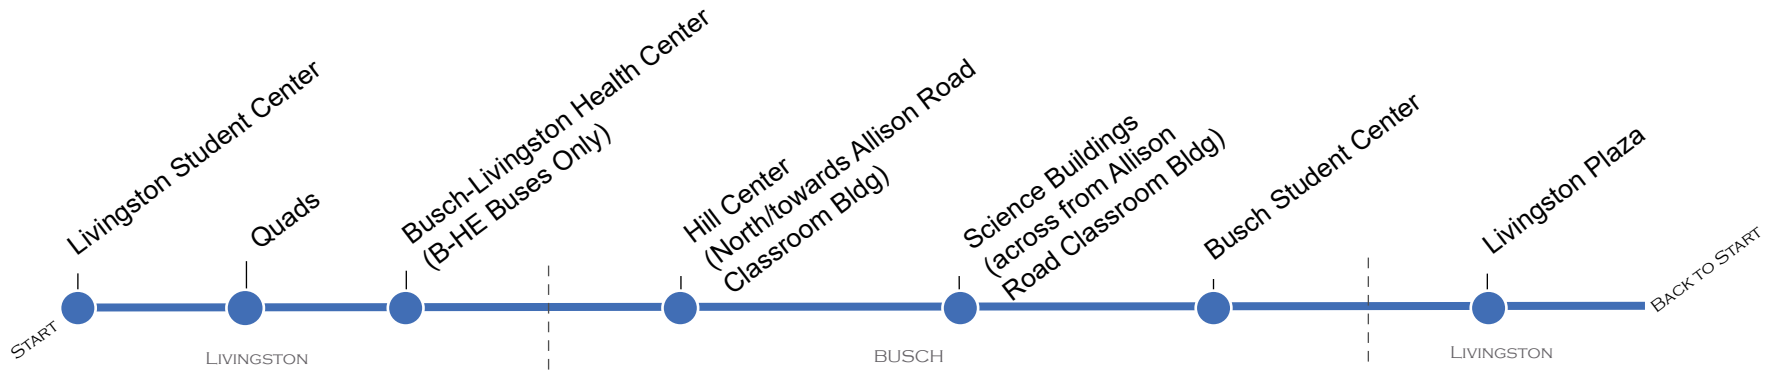 Livingston Student Center
Quads
Busch-Livingston Health Center
(B-HE Buses Only)
Hill Center
(North/towards Allison Road
Classroom Bldg)
Science Buildings
(across from Allison
Road Classroom Bldg)
Busch Student Center
Livingston Plaza
START
BACK TO START
LIVINGSTON
BUSCH
LIVINGSTON